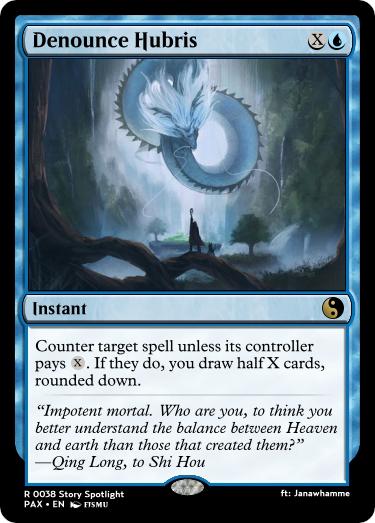 Denounce Hubris X
Instant
Counter target spell unless its controller
pays X. If they do, you draw half X cards,
rounded down.
“Impotent mortal. Who are you, to think you
better understand the balance between Heaven
and earth than those that created them?”
—Qing Long, to Shi Hou
R 0038 Story Spotlight
ft: Janawhamme
PAX • EN FISMU